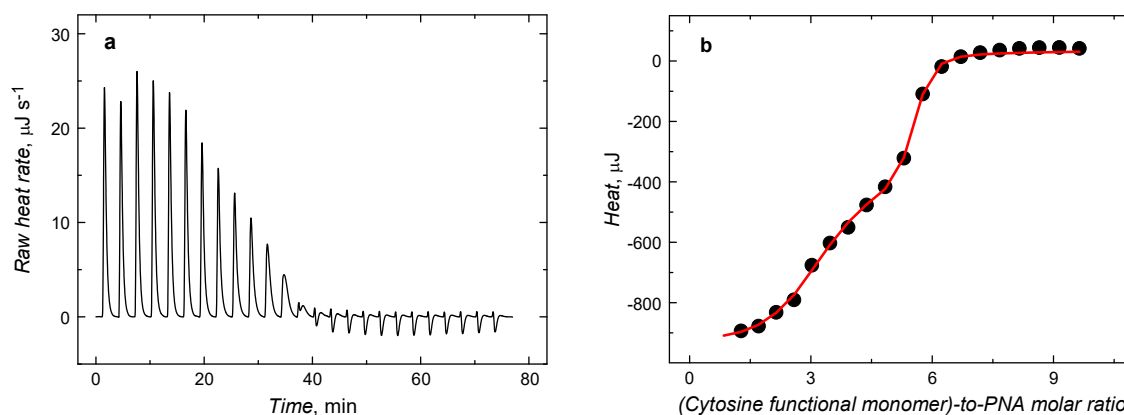 a
Raw heat rate, μJ s⁻¹
30
20
10
0
0 20 40 60 80
Time, min
b
Heat, μJ
0
-200
-400
-600
-800
0 3 6 9
(Cytosine functional monomer)-to-PNA molar ratio